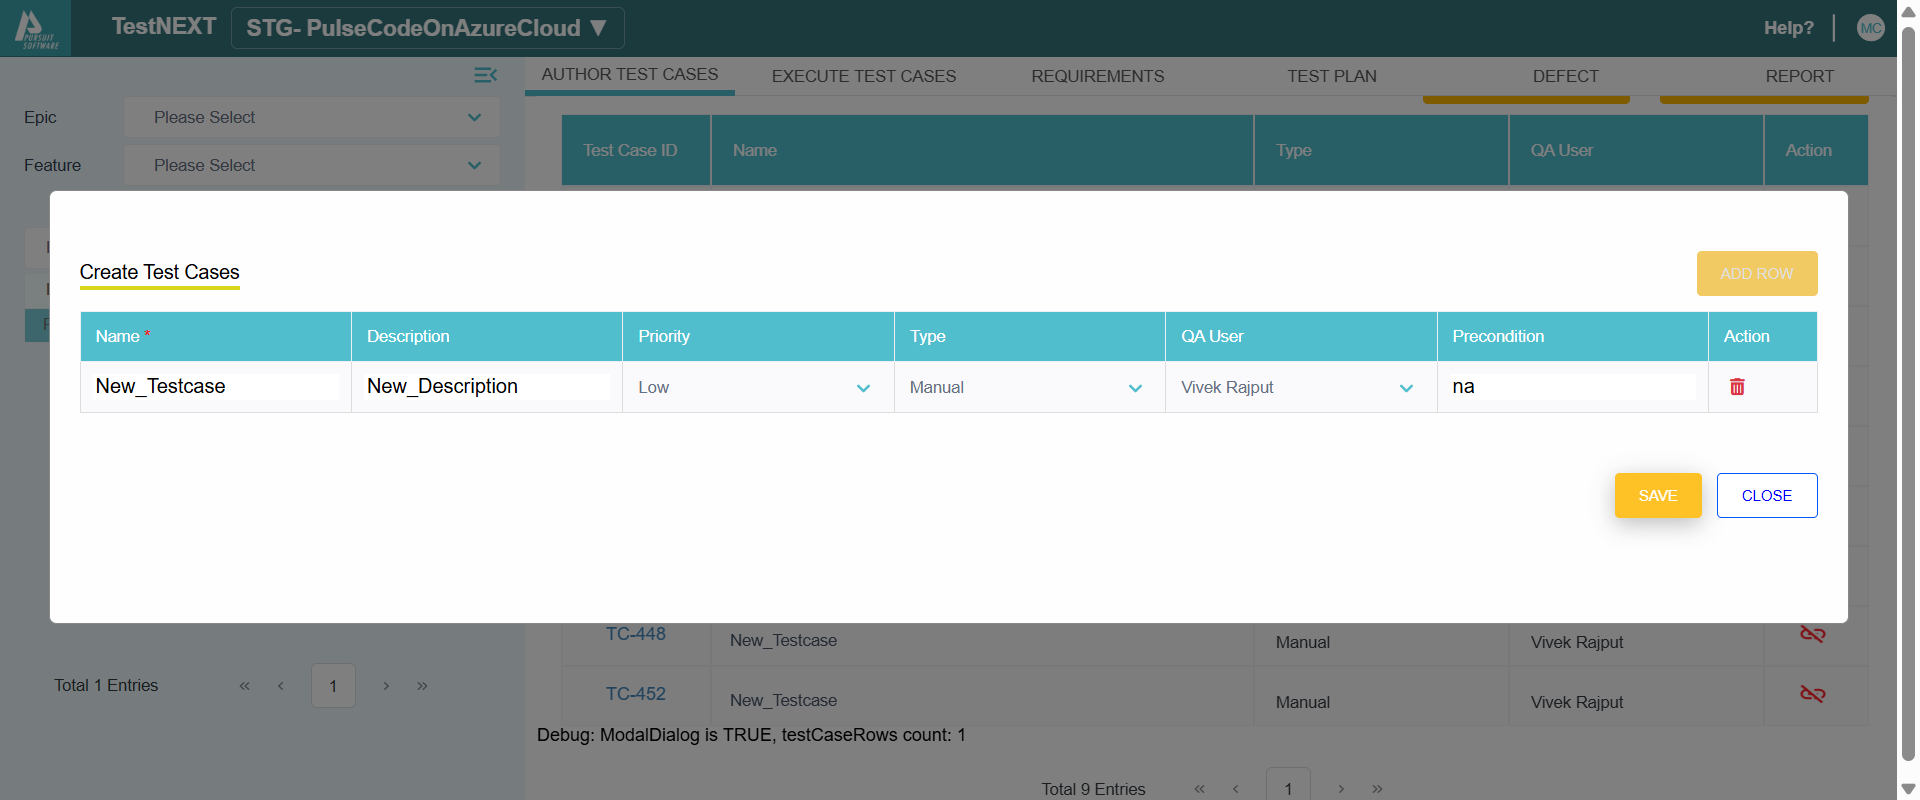 PURSUIT
SOFTWARE
TestNEXT
STG- PulseCodeOnAzureCloud ▼
Help?
MC
AUTHOR TEST CASES
EXECUTE TEST CASES
REQUIREMENTS
TEST PLAN
DEFECT
REPORT
Epic
Please Select
Feature
Please Select
Test Case ID
Name
Type
QA User
Action
Create Test Cases
ADD ROW
Name *
Description
Priority
Type
QA User
Precondition
Action
New_Testcase
New_Description
Low
Manual
Vivek Rajput
na
SAVE
CLOSE
TC-448
New_Testcase
Manual
Vivek Rajput
Total 1 Entries
« ‹ 1 › »
TC-452
New_Testcase
Manual
Vivek Rajput
Debug: ModalDialog is TRUE, testCaseRows count: 1
Total 9 Entries
« ‹ 1 › »